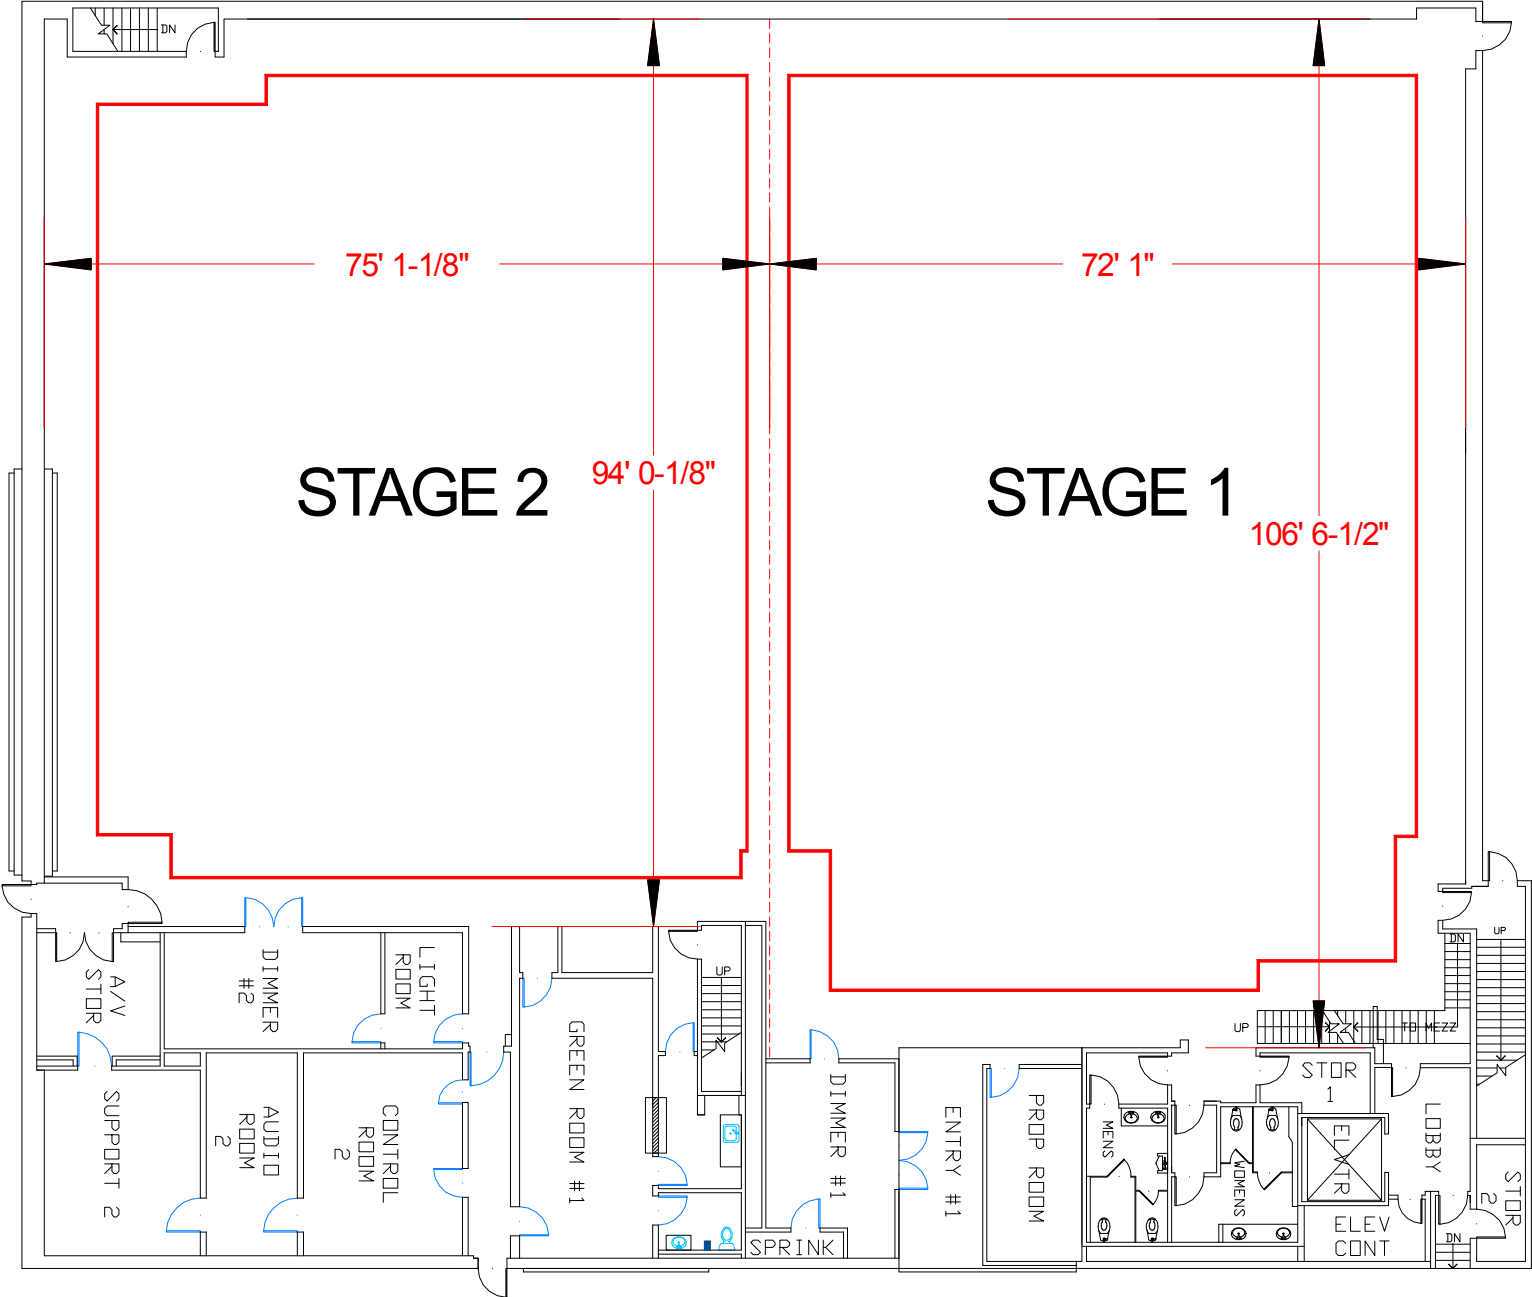 DN
75' 1-1/8"
72' 1"
STAGE 2
94' 0-1/8"
STAGE 1
106' 6-1/2"
A/V
STOR
DIMMER
#2
LIGHT
ROOM
UP
UP
TO MEZZ
DN
UP
SUPPORT 2
AUDIO
ROOM
2
CONTROL
ROOM
2
GREEN ROOM #1
DIMMER #1
SPRINK
ENTRY #1
PROP ROOM
MENS
WOMENS
STOR
1
ELVTR
LOBBY
ELEV
CONT
DN
STOR
2